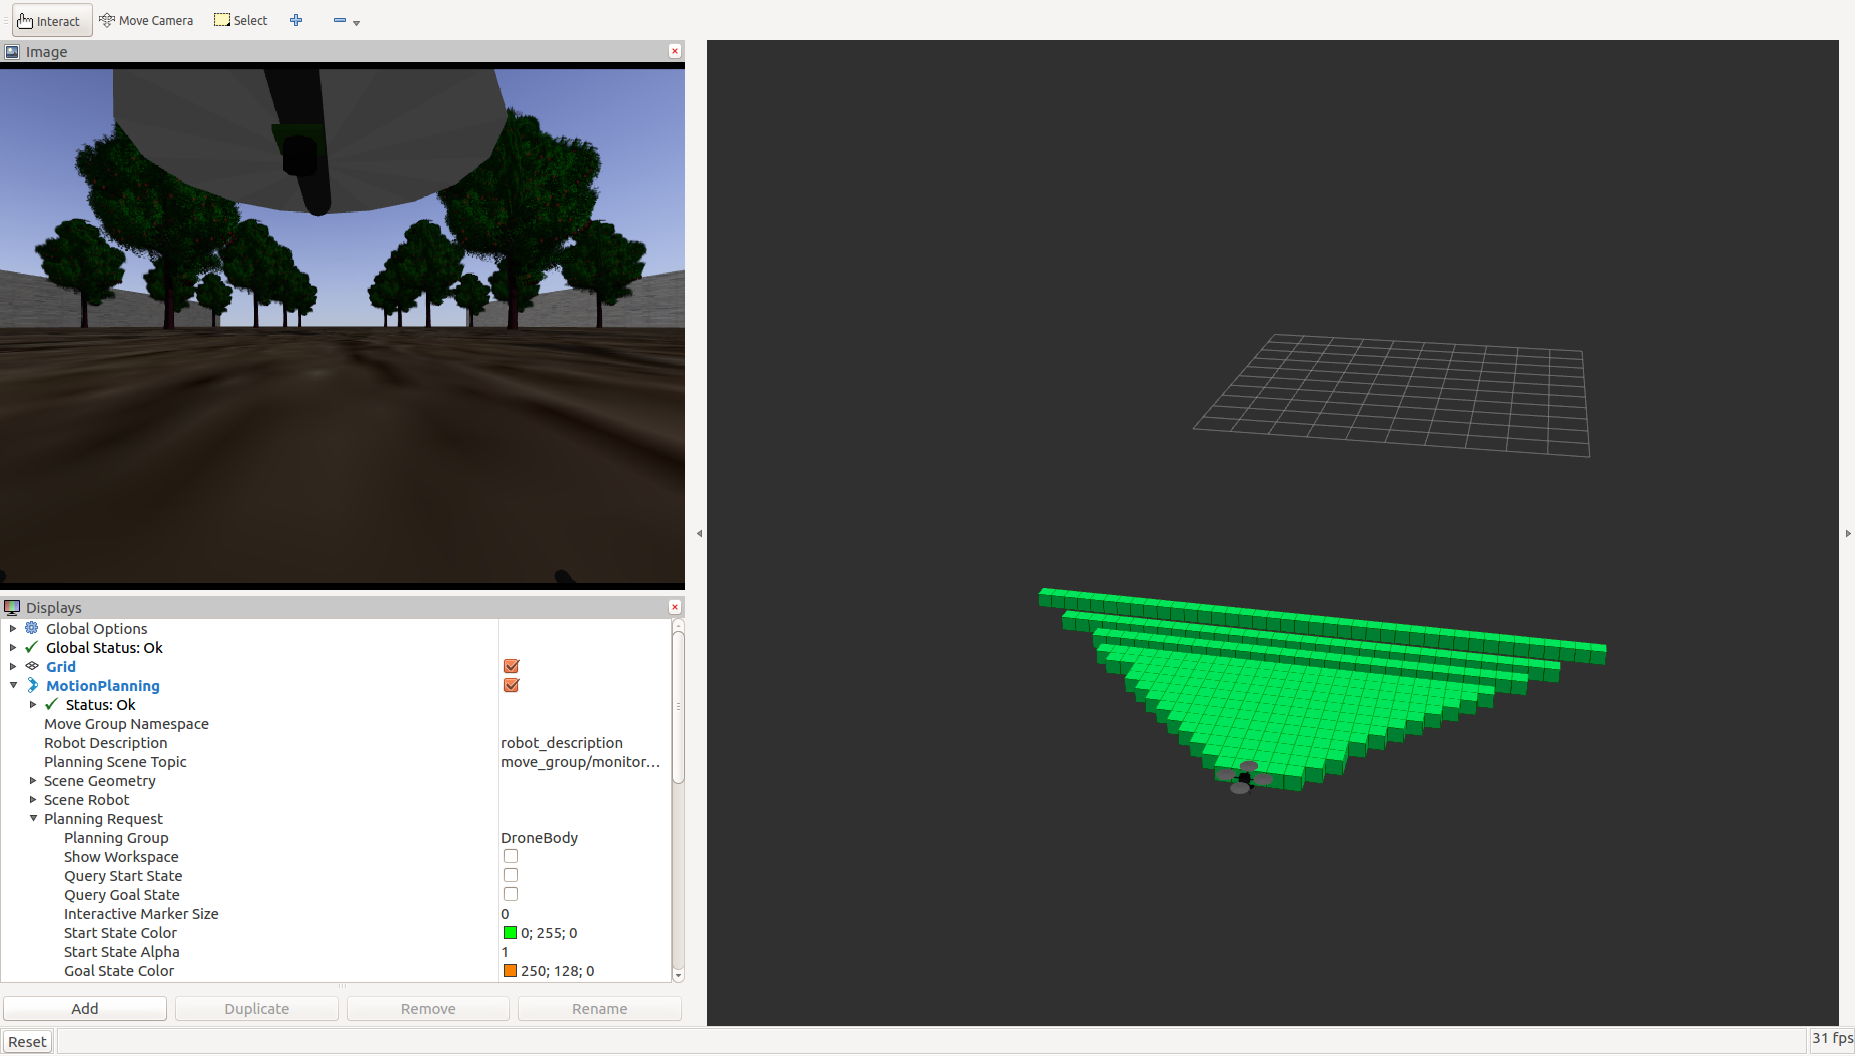 Interact Move Camera Select
Image
Displays
Global Options
Global Status: Ok
Grid
MotionPlanning
Status: Ok
Move Group Namespace
Robot Description robot_description
Planning Scene Topic move_group/monitor...
Scene Geometry
Scene Robot
Planning Request
Planning Group DroneBody
Show Workspace
Query Start State
Query Goal State
Interactive Marker Size 0
Start State Color 0; 255; 0
Start State Alpha 1
Goal State Color 250; 128; 0
Add Duplicate Remove Rename
Reset 31 fps